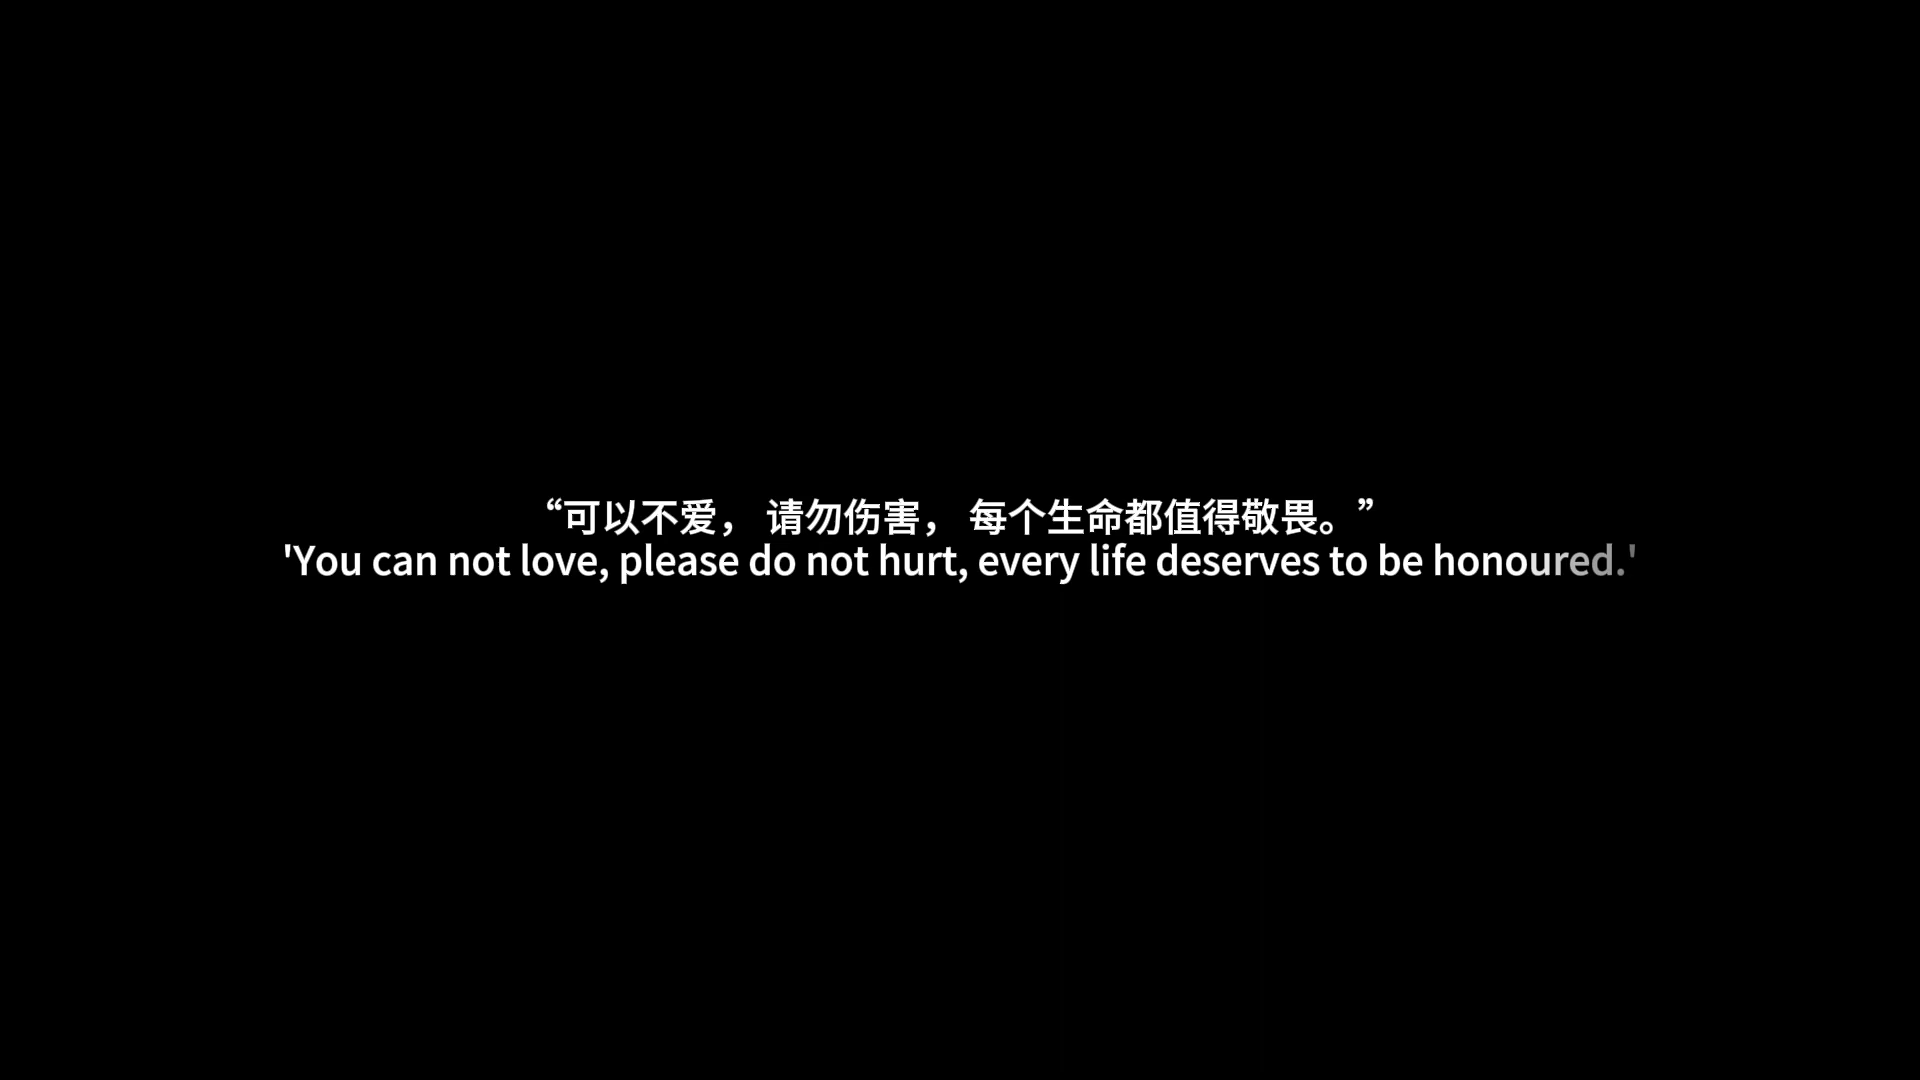 “可以不爱， 请勿伤害， 每个生命都值得敬畏。”
'You can not love, please do not hurt, every life deserves to be honoured.'